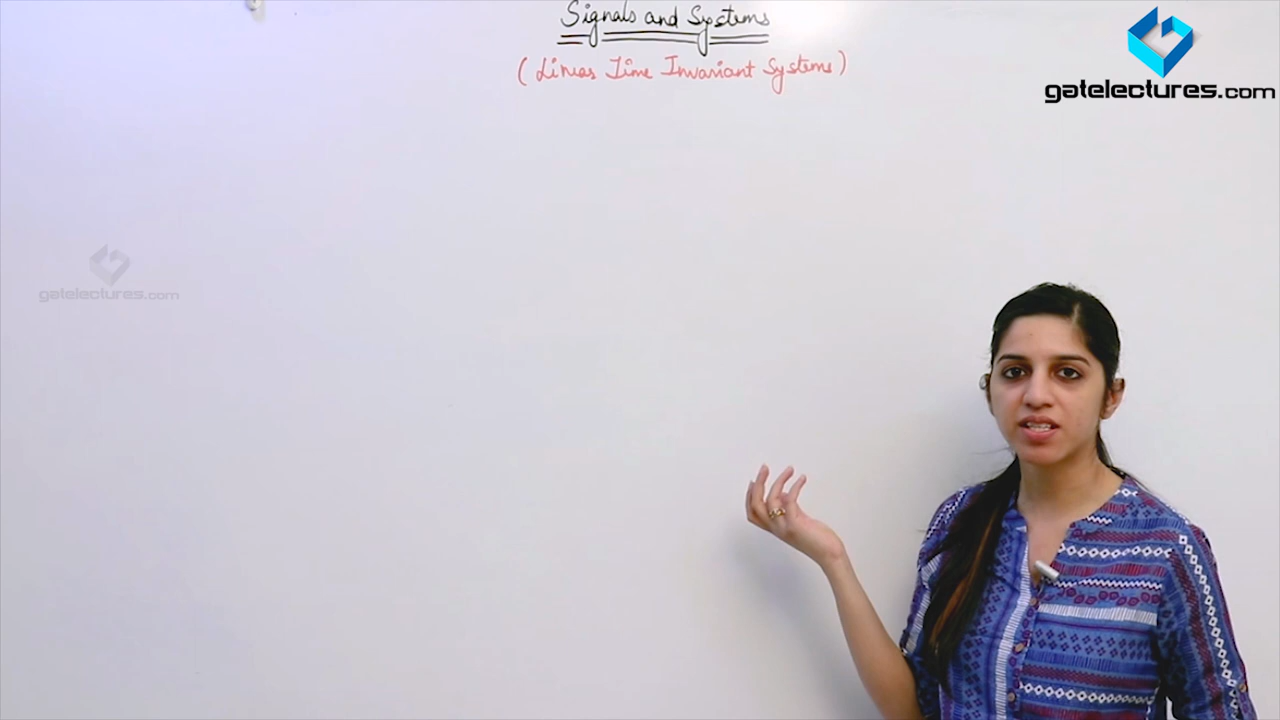 Signals and Systems
(Linear Time Invariant Systems)
gatelectures.com
gatelectures.com